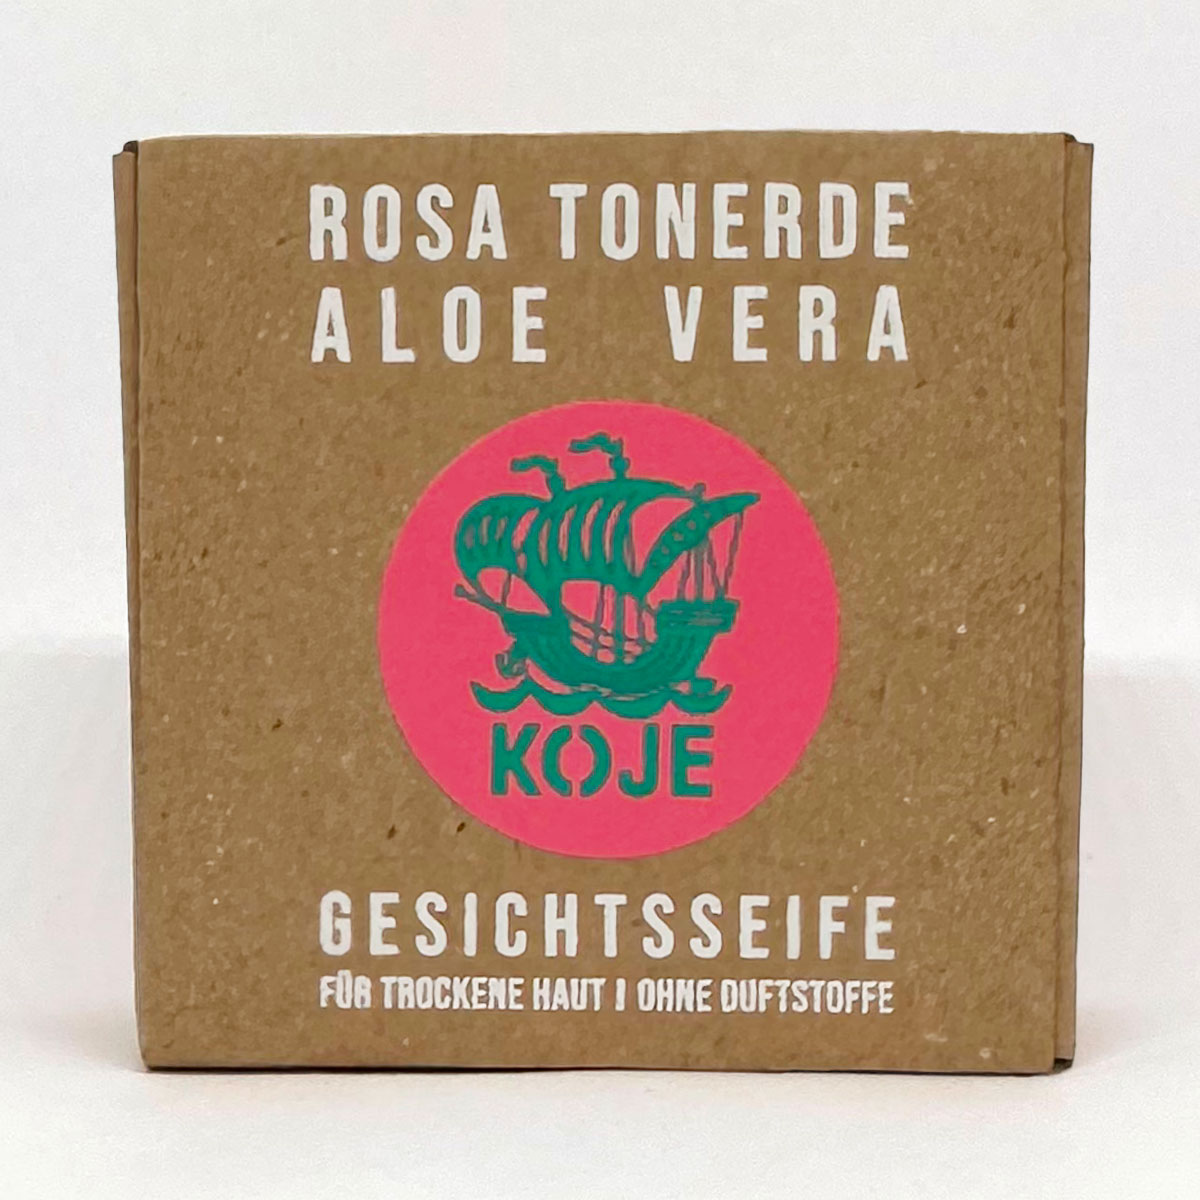 ROSA TONERDE
ALOE VERA
KOJE
GESICHTSSEIFE
FÜR TROCKENE HAUT | OHNE DUFTSTOFFE